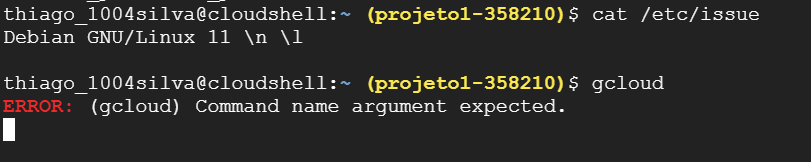 thiago_1004silva@cloudshell:~ (projeto1-358210)$ cat /etc/issue
Debian GNU/Linux 11 \n \l
thiago_1004silva@cloudshell:~ (projeto1-358210)$ gcloud
ERROR: (gcloud) Command name argument expected.